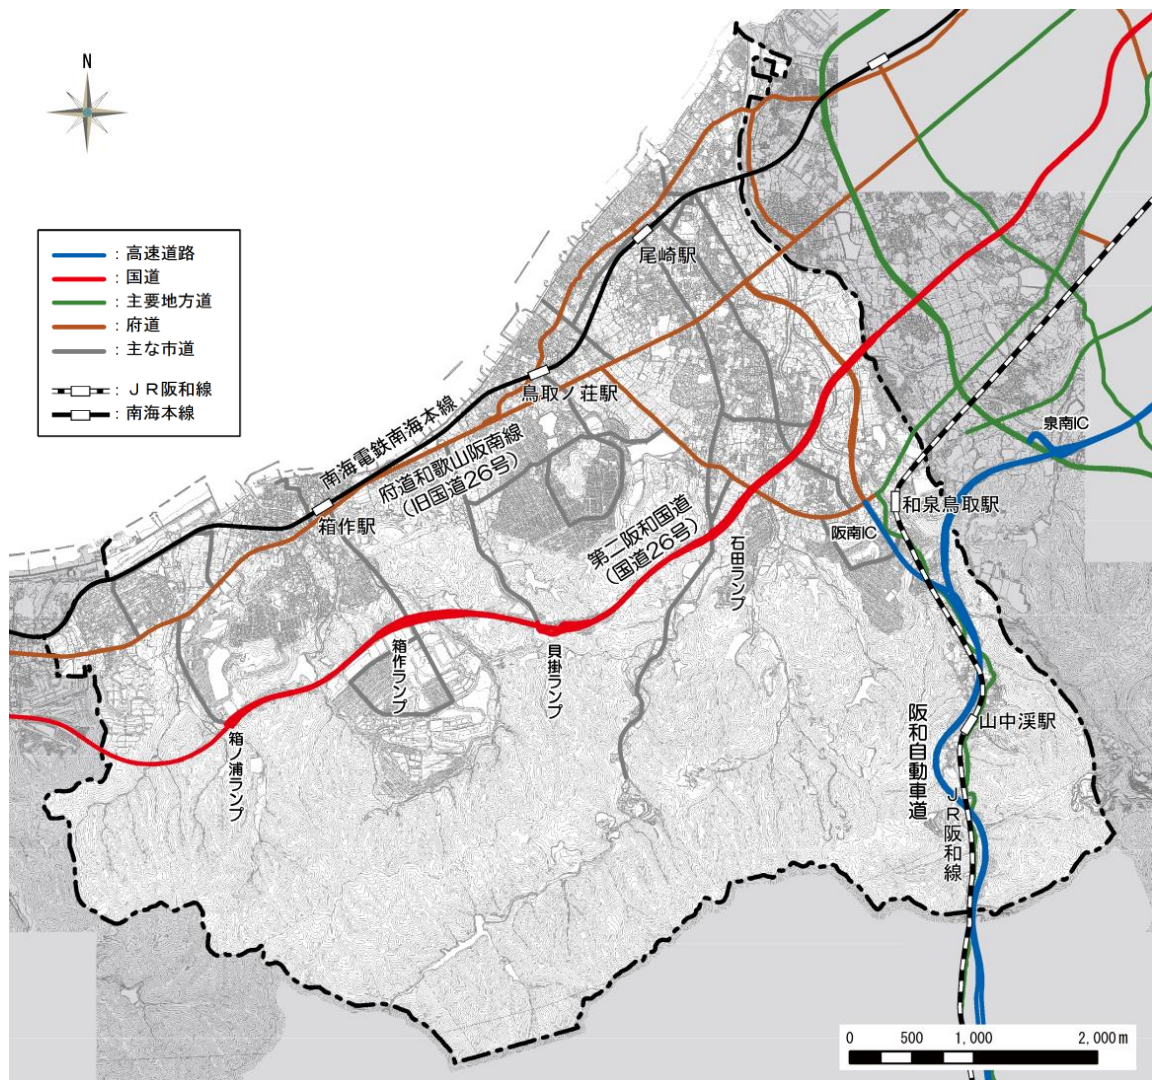 N
：高速道路
：国道
：主要地方道
：府道
：主な市道
：ＪＲ阪和線
：南海本線
尾崎駅
鳥取ノ荘駅
南海電鉄南海本線
府道和歌山阪南線
（旧国道26号）
箱作駅
第二阪和国道
（国道26号）
石田ランプ
阪南IC
和泉鳥取駅
泉南IC
箱作ランプ
貝掛ランプ
箱ノ浦ランプ
阪和自動車道
山中渓駅
ＪＲ阪和線
0 500 1,000 2,000m